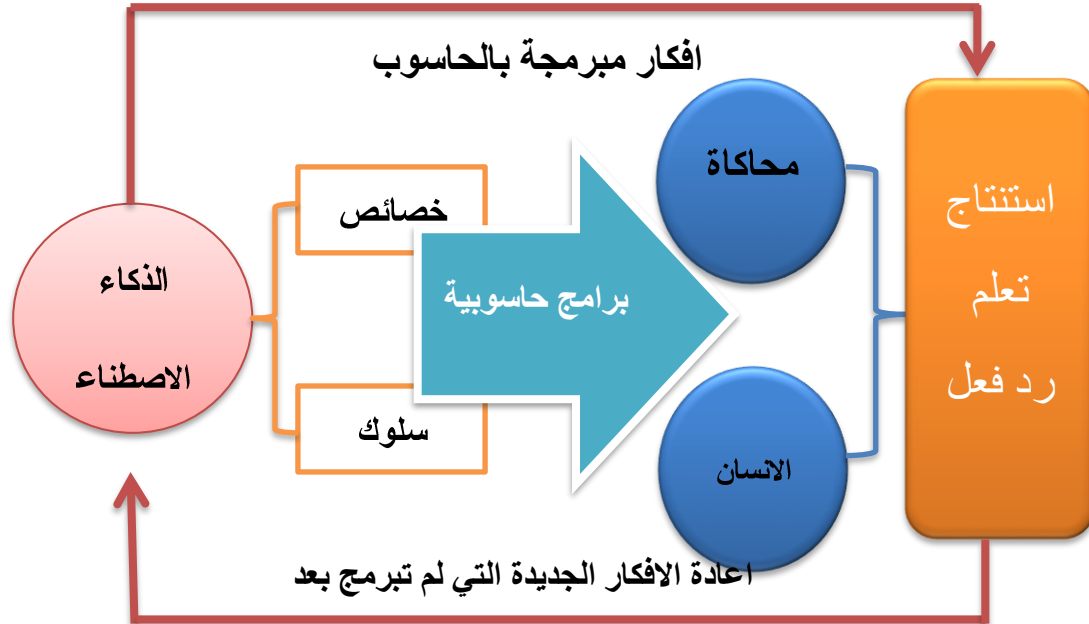 افكار مبرمجة بالحاسوب
محاكاة
استنتاج
تعلم
رد فعل
خصائص
الذكاء
الاصطناء
برامج حاسوبية
سلوك
الانسان
اعادة الافكار الجديدة التي لم تبرمج بعد